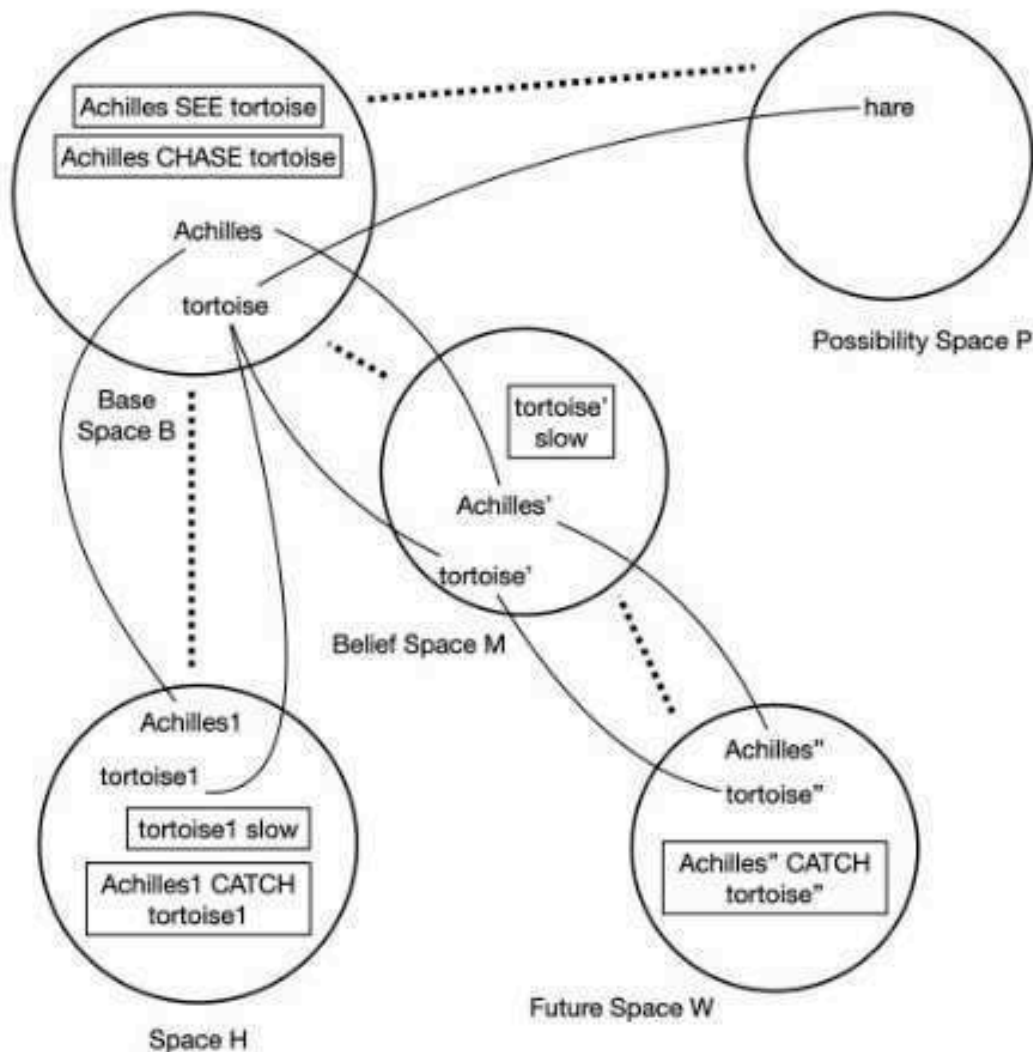 Achilles SEE tortoise
Achilles CHASE tortoise
Achilles
tortoise
Base
Space B
hare
Possibility Space P
tortoise'
slow
Achilles'
tortoise'
Belief Space M
Achilles1
tortoise1
tortoise1 slow
Achilles1 CATCH
tortoise1
Space H
Achilles”
tortoise”
Achilles” CATCH
tortoise”
Future Space W